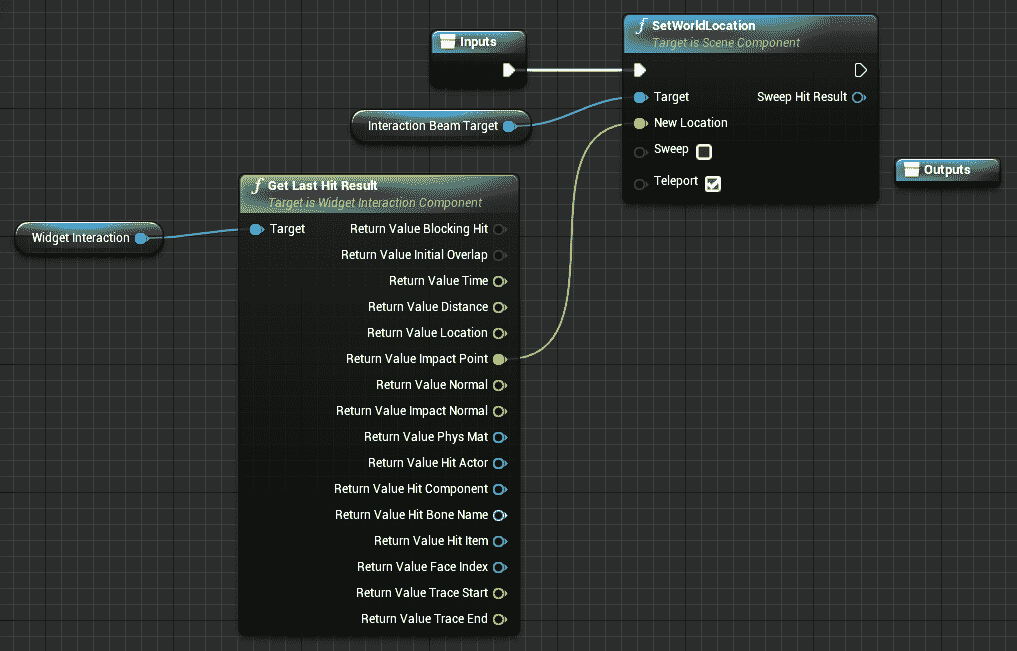 Inputs
SetWorldLocation
Target is Scene Component
Target
Sweep Hit Result
New Location
Sweep
Teleport
Interaction Beam Target
Outputs
Get Last Hit Result
Target is Widget Interaction Component
Widget Interaction
Target
Return Value Blocking Hit
Return Value Initial Overlap
Return Value Time
Return Value Distance
Return Value Location
Return Value Impact Point
Return Value Normal
Return Value Impact Normal
Return Value Phys Mat
Return Value Hit Actor
Return Value Hit Component
Return Value Hit Bone Name
Return Value Hit Item
Return Value Face Index
Return Value Trace Start
Return Value Trace End